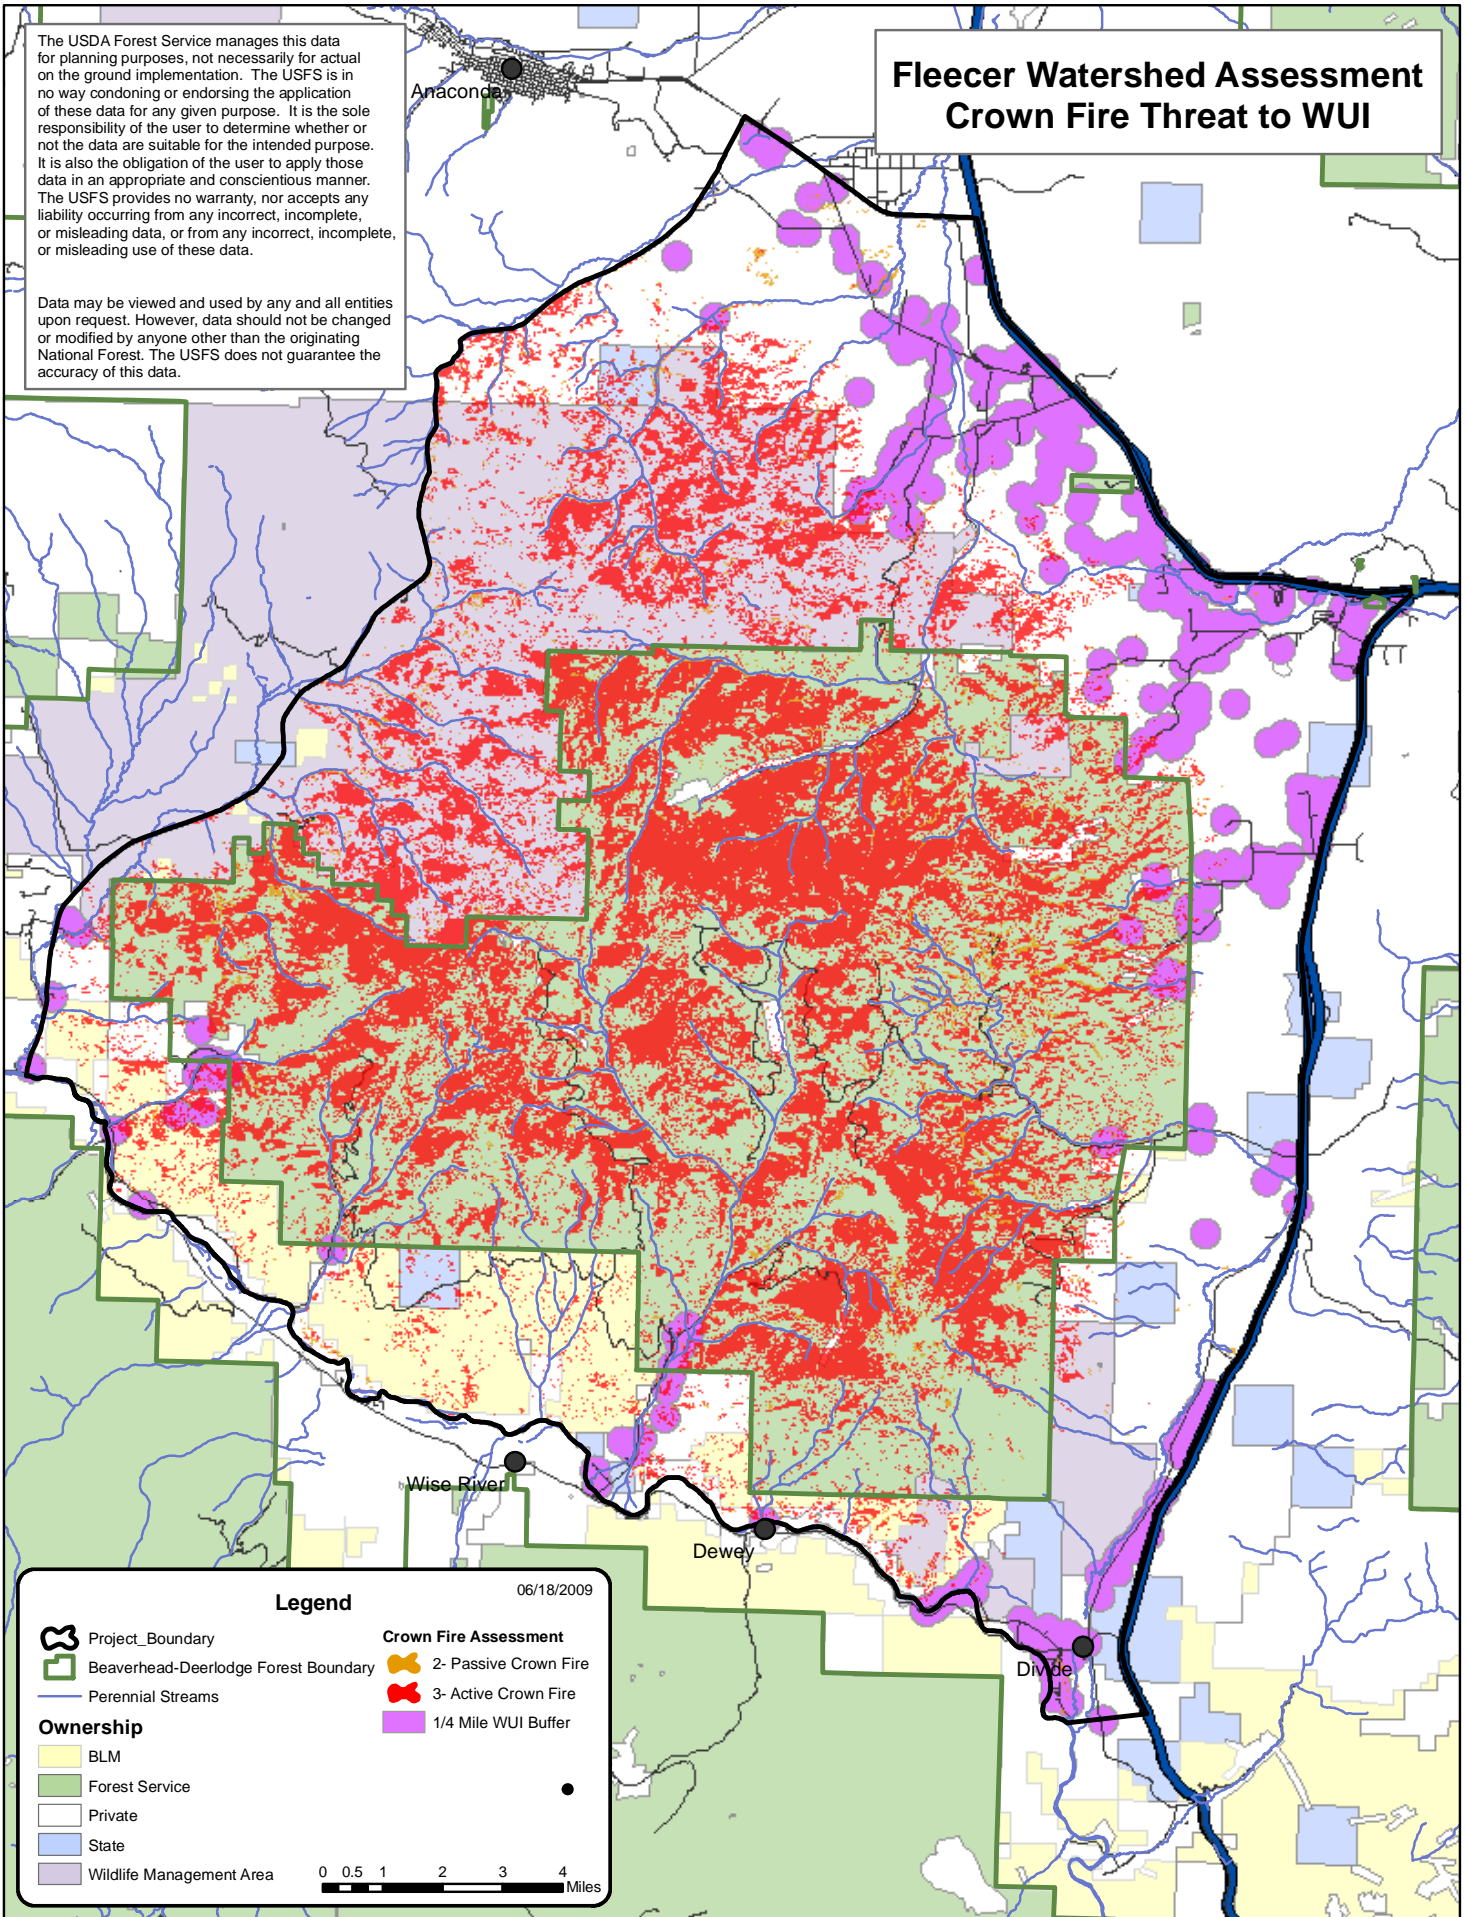 The USDA Forest Service manages this data
for planning purposes, not necessarily for actual
on the ground implementation. The USFS is in
no way condoning or endorsing the application
of these data for any given purpose. It is the sole
responsibility of the user to determine whether or
not the data are suitable for the intended purpose.
It is also the obligation of the user to apply those
data in an appropriate and conscientious manner.
The USFS provides no warranty, nor accepts any
liability occurring from any incorrect, incomplete,
or misleading data, or from any incorrect, incomplete,
or misleading use of these data.
Data may be viewed and used by any and all entities
upon request. However, data should not be changed
or modified by anyone other than the originating
National Forest. The USFS does not guarantee the
accuracy of this data.
Fleecer Watershed Assessment
Crown Fire Threat to WUI
Anaconda
Wise River
Dewey
Divide
Legend
06/18/2009
Project_Boundary
Beaverhead-Deerlodge Forest Boundary
Perennial Streams
Ownership
BLM
Forest Service
Private
State
Wildlife Management Area
Crown Fire Assessment
2- Passive Crown Fire
3- Active Crown Fire
1/4 Mile WUI Buffer
0 0.5 1 2 3 4
Miles